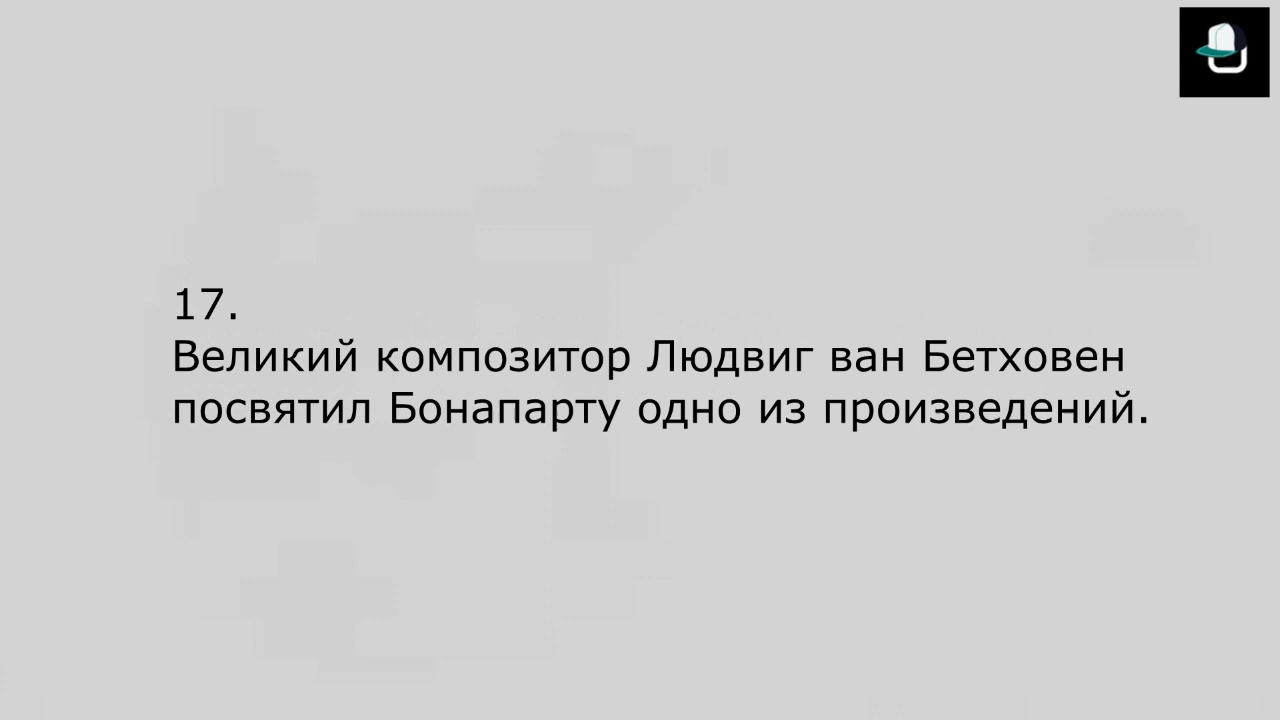 17.
Великий композитор Людвиг ван Бетховен
посвятил Бонапарту одно из произведений.